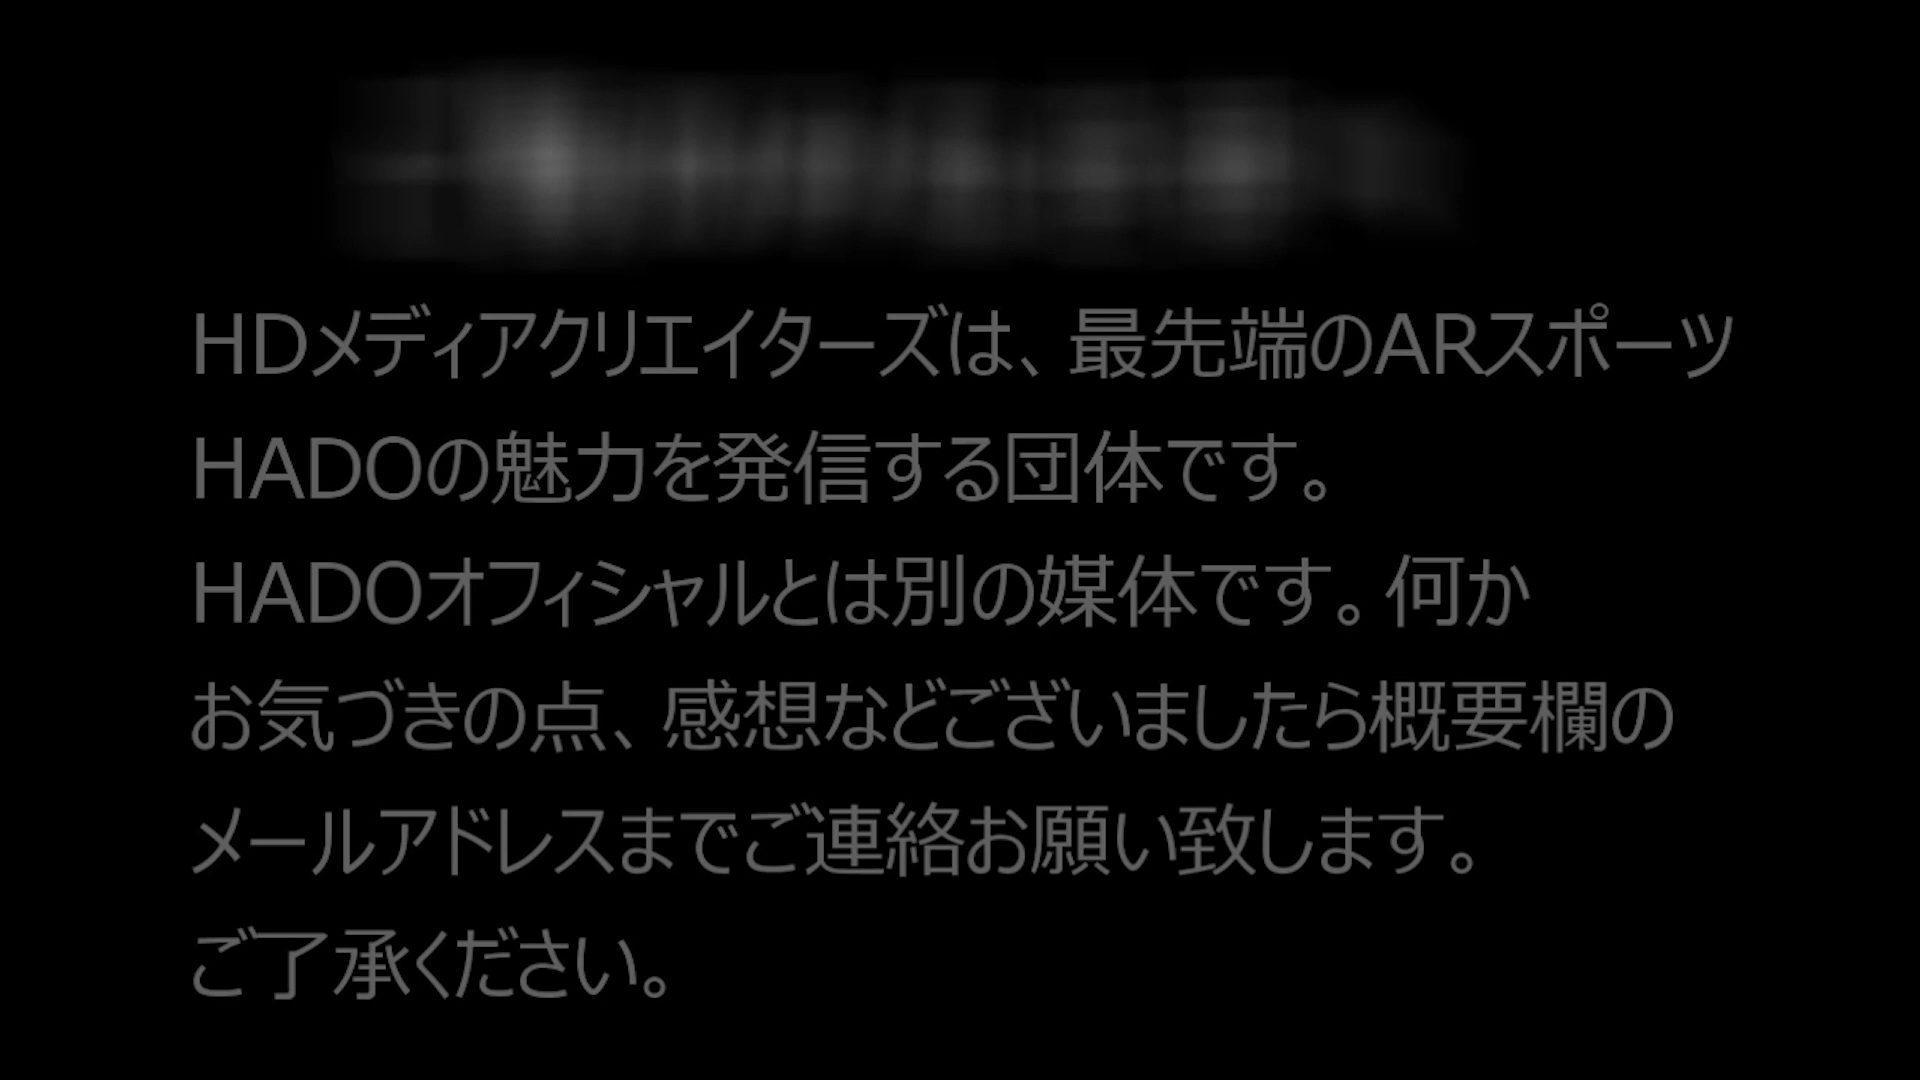 HDメディアクリエイターズは、最先端のARスポーツ
HADOの魅力を発信する団体です。
HADOオフィシャルとは別の媒体です。何か
お気づきの点、感想などございましたら概要欄の
メールアドレスまでご連絡お願い致します。
ご了承ください。